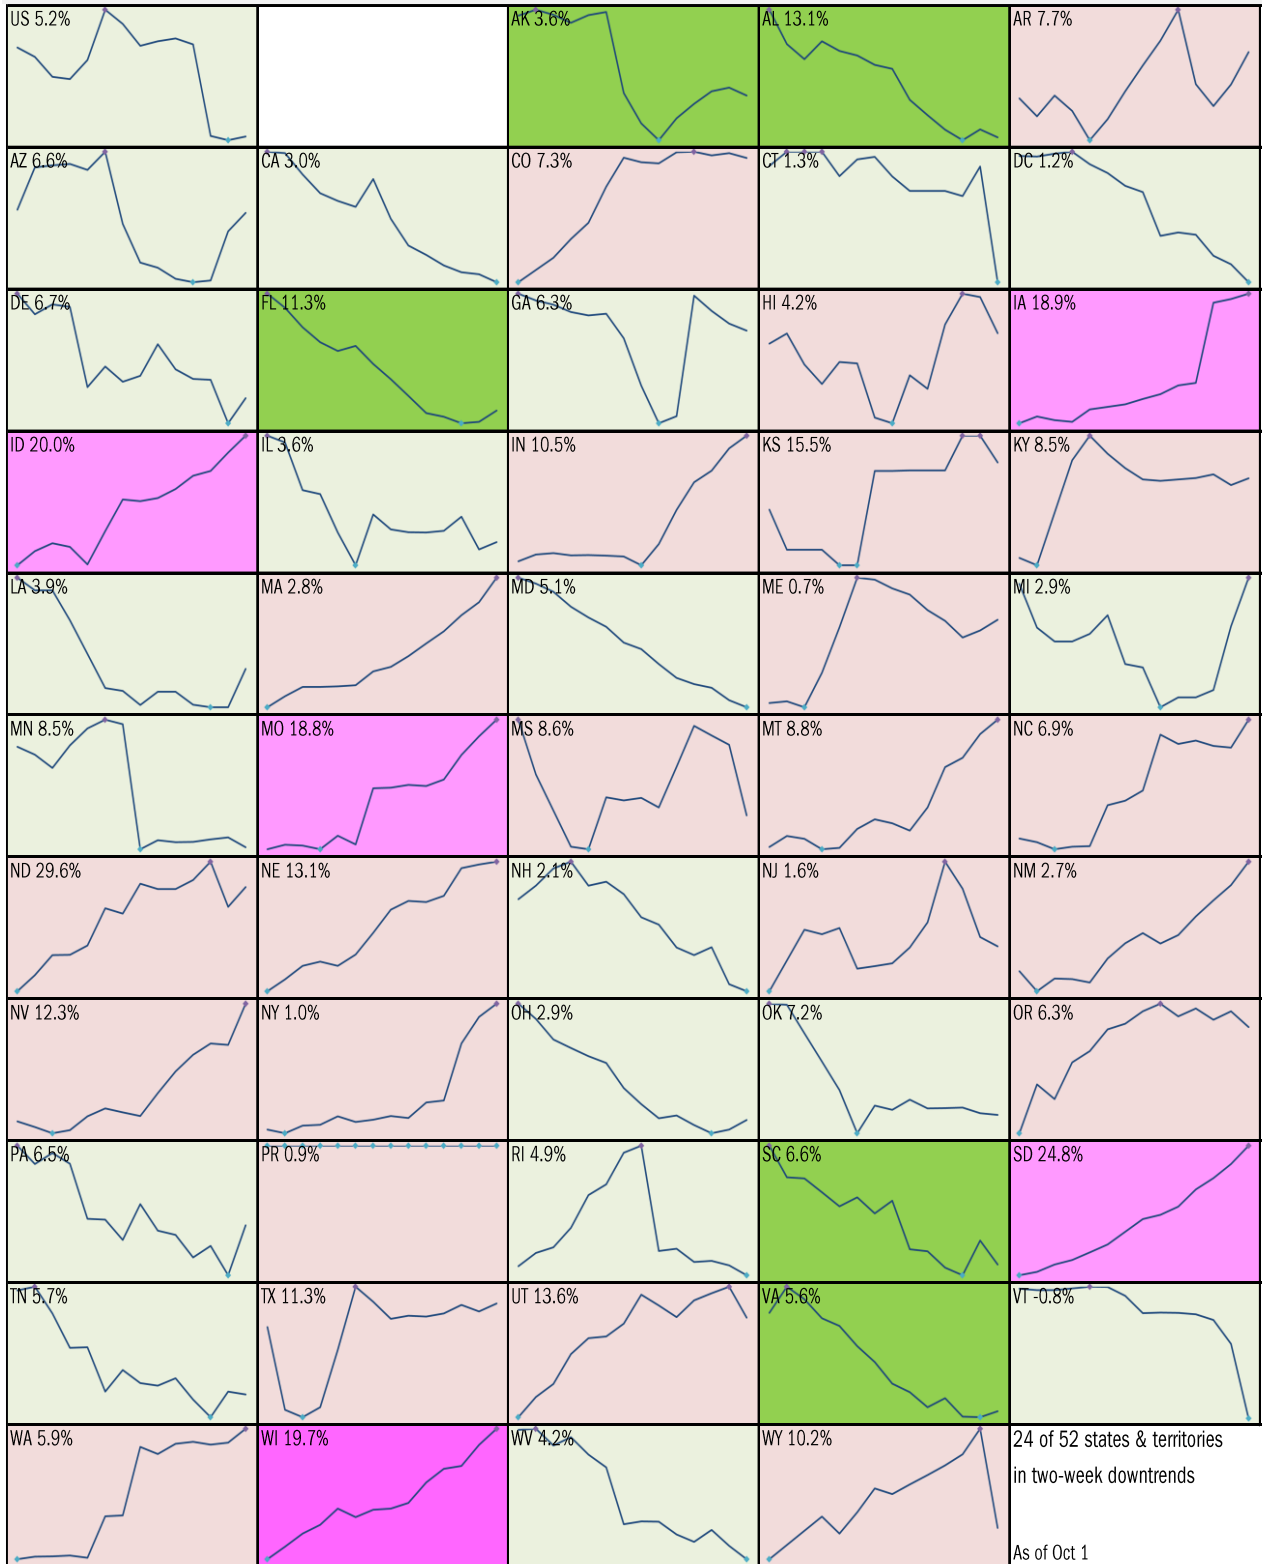 US 5.2%
AK 3.6%
AL 13.1%
AR 7.7%
AZ 6.6%
CA 3.0%
CO 7.3%
CT 1.3%
DC 1.2%
DE 6.7%
FL 11.3%
GA 6.3%
HI 4.2%
IA 18.9%
ID 20.0%
IL 3.6%
IN 10.5%
KS 15.5%
KY 8.5%
LA 3.9%
MA 2.8%
MD 5.1%
ME 0.7%
MI 2.9%
MN 8.5%
MO 18.8%
MS 8.6%
MT 8.8%
NC 6.9%
ND 29.6%
NE 13.1%
NH 2.1%
NJ 1.6%
NM 2.7%
NV 12.3%
NY 1.0%
OH 2.9%
OK 7.2%
OR 6.3%
PA 6.5%
PR 0.9%
RI 4.9%
SC 6.6%
SD 24.8%
TN 5.7%
TX 11.3%
UT 13.6%
VA 5.6%
VT -0.8%
WA 5.9%
WI 19.7%
WV 4.2%
WY 10.2%
24 of 52 states & territories
in two-week downtrends
As of Oct 1